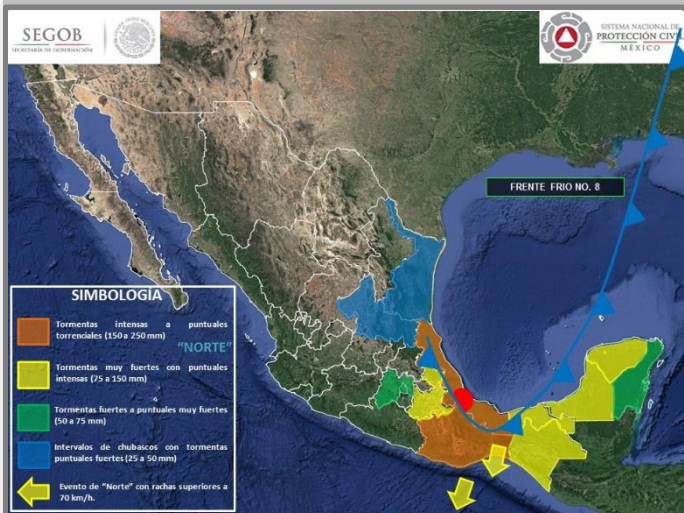 SEGOB
SECRETARÍA DE GOBERNACIÓN
SISTEMA NACIONAL DE
PROTECCIÓN CIVIL
MÉXICO
FRENTE FRIO NO. 8
SIMBOLOGÍA
Tormentas intensas a puntuales
torrenciales (150 a 250 mm)
"NORTE"
Tormentas muy fuertes con puntuales
intensas (75 a 150 mm)
Tormentas fuertes a puntuales muy fuertes
(50 a 75 mm)
Intervalos de chubascos con tormentas
puntuales fuertes (25 a 50 mm)
Evento de "Norte" con rachas superiores a
70 km/h.